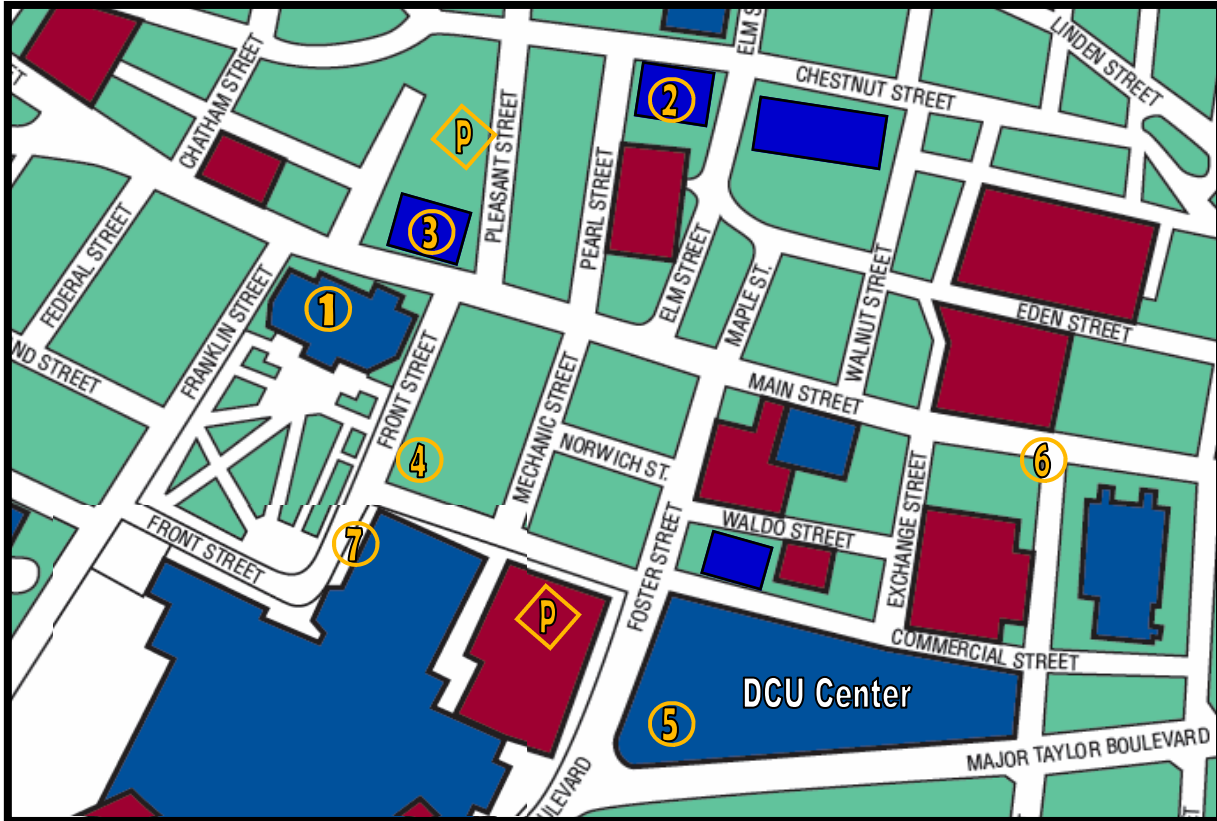 ELM S
LINDEN STREET
ET
CHATHAM STREET
CHESTNUT STREET
2
P
PLEASANT STREET
PEARL STREET
3
FEDERAL STREET
ELM STREET
MAPLE ST.
WALNUT STREET
1
FRANKLIN STREET
EDEN STREET
ND STREET
FRONT STREET
MAIN STREET
MECHANIC STREET
NORWICH ST.
4
6
EXCHANGE STREET
WALDO STREET
FRONT STREET
7
FOSTER STREET
P
COMMERCIAL STREET
DCU Center
5
MAJOR TAYLOR BOULEVARD
ULEVARD
ET